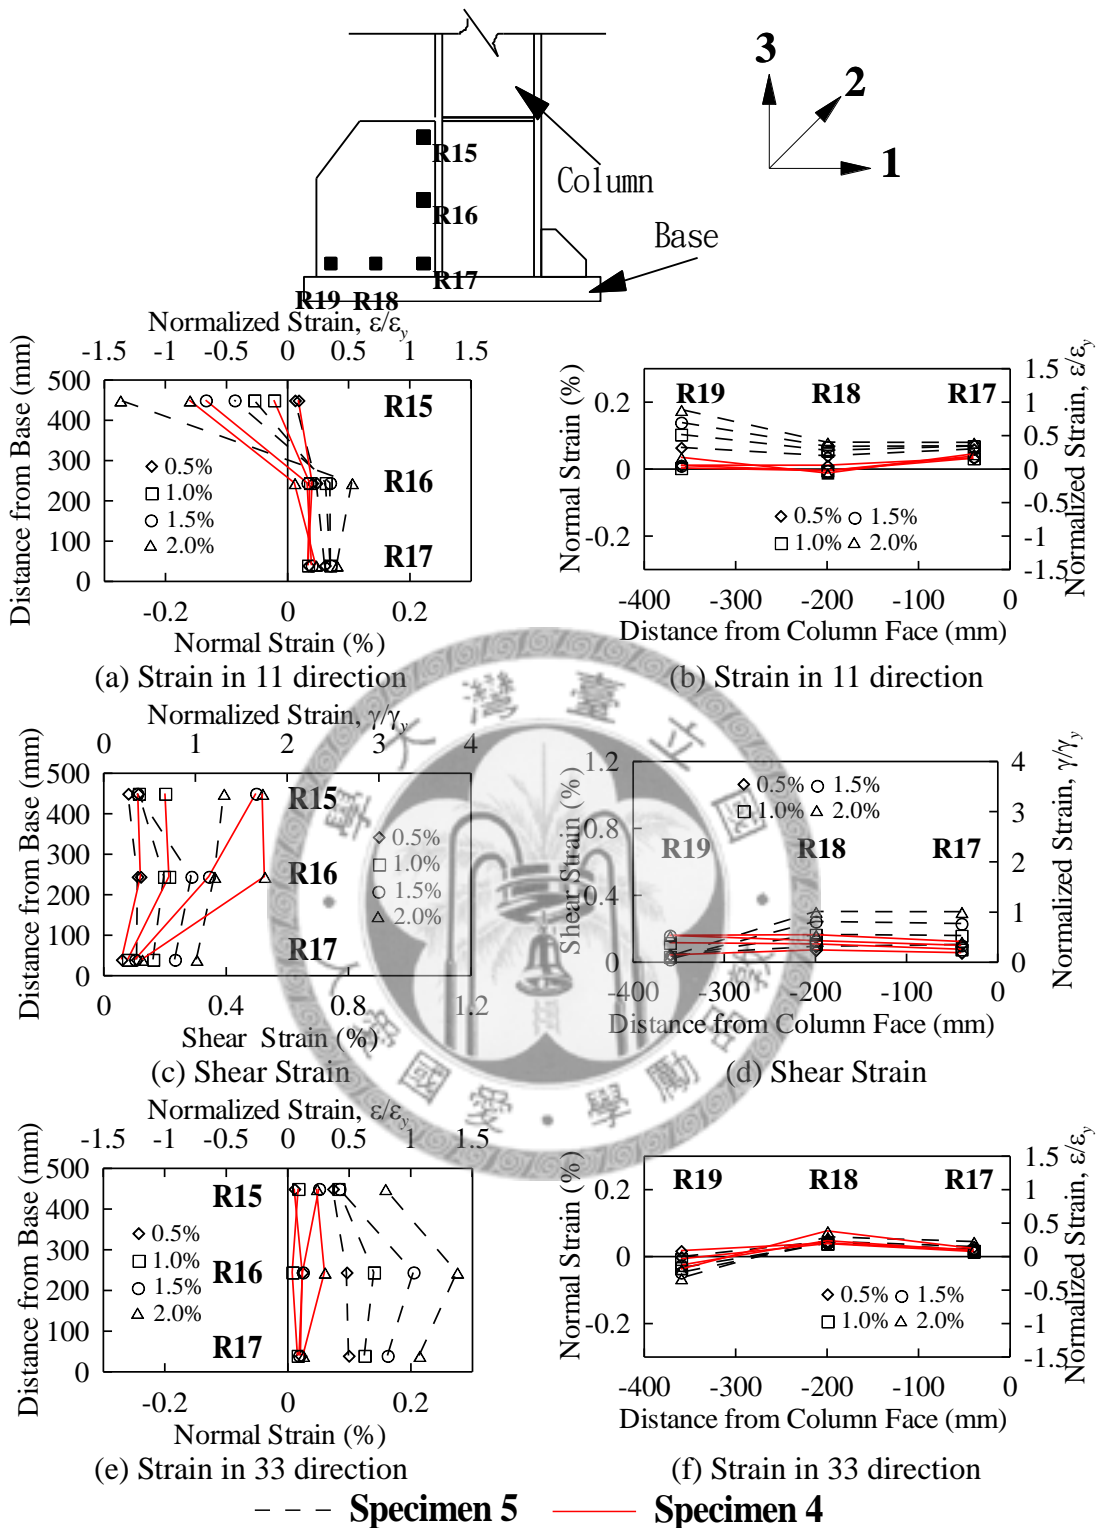 3
2
1
R15
Column
R16
Base
R17
R19
R18
Normalized Strain, ε/εy
-1.5 -1 -0.5 0 0.5 1 1.5
Distance from Base (mm)
500
400
300
200
100
0
R15
R16
R17
0.5%
1.0%
1.5%
2.0%
-0.2 0 0.2
Normal Strain (%)
(a) Strain in 11 direction
Normal Strain (%)
0.2
0
-0.2
R19 R18 R17
0.5% 1.5%
1.0% 2.0%
1.5
1
0.5
0
-0.5
-1
-1.5
Normalized Strain, ε/εy
-400 -300 -200 -100 0
Distance from Column Face (mm)
(b) Strain in 11 direction
Normalized Strain, γ/γy
0 1 2 3 4
Distance from Base (mm)
500
400
300
200
100
0
R15
R16
R17
0.5%
1.0%
1.5%
2.0%
0 0.4 0.8 1.2
Shear Strain (%)
(c) Shear Strain
Shear Strain (%)
1.2
0.8
0.4
0
0.5% 1.5%
1.0% 2.0%
R19 R18 R17
4
3
2
1
0
Normalized Strain, γ/γy
-400 -300 -200 -100 0
Distance from Column Face (mm)
(d) Shear Strain
Normalized Strain, ε/εy
-1.5 -1 -0.5 0 0.5 1 1.5
Distance from Base (mm)
500
400
300
200
100
0
R15
R16
R17
0.5%
1.0%
1.5%
2.0%
-0.2 0 0.2
Normal Strain (%)
(e) Strain in 33 direction
Normal Strain (%)
0.2
0
-0.2
R19 R18 R17
0.5% 1.5%
1.0% 2.0%
1.5
1
0.5
0
-0.5
-1
-1.5
Normalized Strain, ε/εy
-400 -300 -200 -100 0
Distance from Column Face (mm)
(f) Strain in 33 direction
Specimen 5 Specimen 4
學大灣臺立國
人愛國愛學勵品